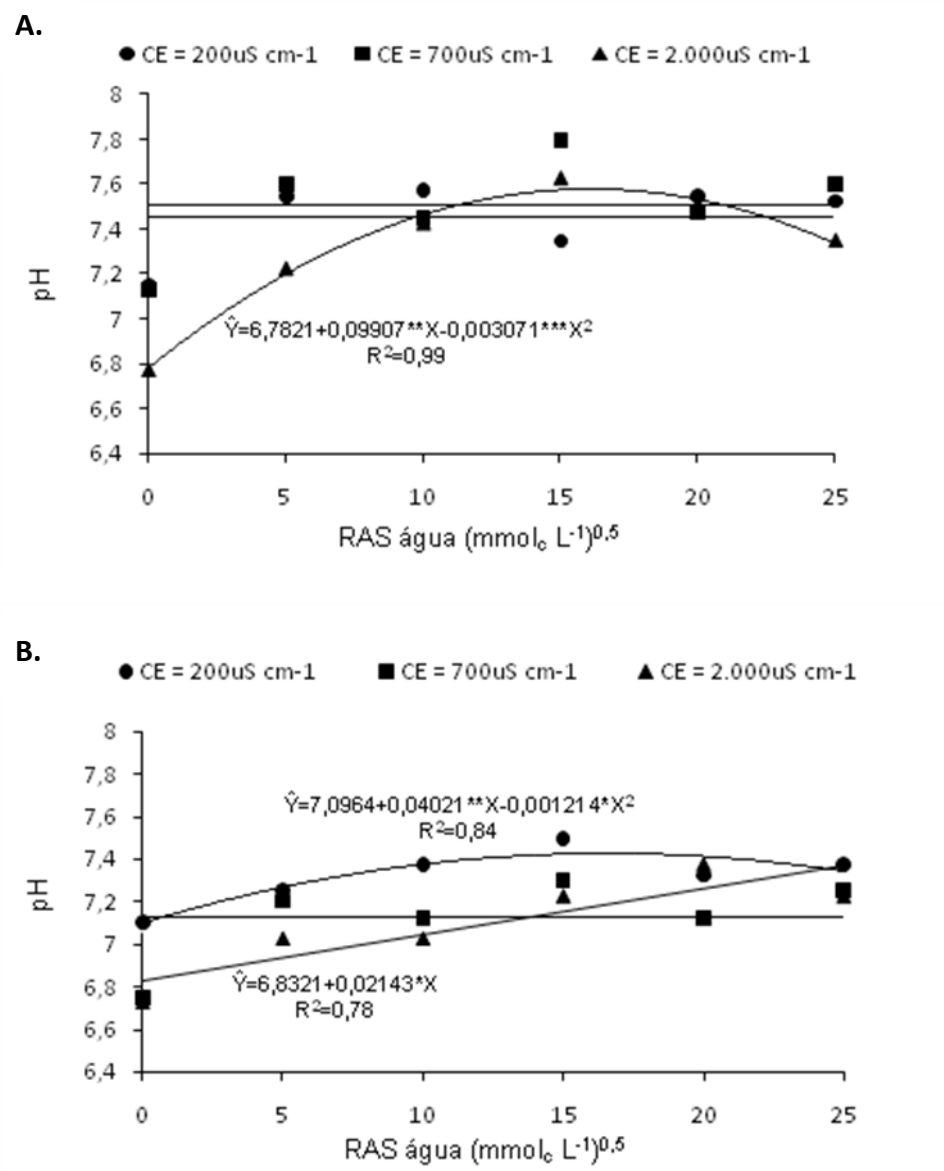 A.
● CE = 200uS cm-1 ■ CE = 700uS cm-1 ▲ CE = 2.000uS cm-1
8
7,8
7,6
7,4
7,2
7
6,8
6,6
6,4
pH
Ŷ=6,7821+0,09907**X-0,003071***X²
R²=0,99
0 5 10 15 20 25
RAS água (mmol꜀ L⁻¹)⁰,⁵
B.
● CE = 200uS cm-1 ■ CE = 700uS cm-1 ▲ CE = 2.000uS cm-1
8
7,8
7,6
7,4
7,2
7
6,8
6,6
6,4
pH
Ŷ=7,0964+0,04021**X-0,001214*X²
R²=0,84
Ŷ=6,8321+0,02143*X
R²=0,78
0 5 10 15 20 25
RAS água (mmol꜀ L⁻¹)⁰,⁵